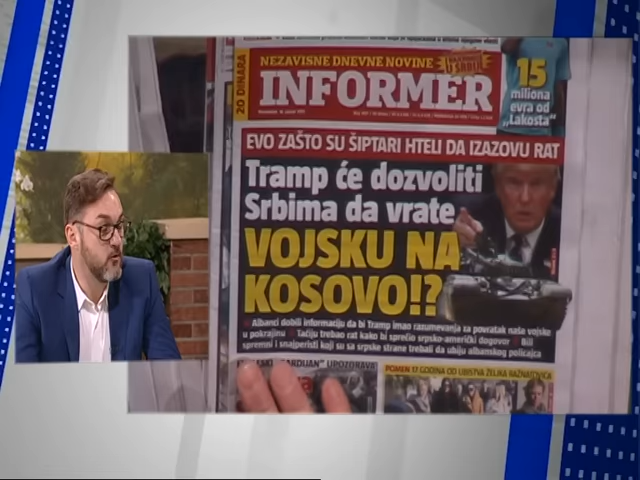 NEZAVISNE DNEVNE NOVINE
20 DINARA
INFORMER
15
miliona
evra od
„Lakosta“
EVO ZAŠTO SU ŠIPTARI HTELI DA IZAZOVU RAT
Tramp će dozvoliti
Srbima da vrate
VOJSKU NA
KOSOVO!?
Albanci dobili informaciju da bi Tramp imao razumevanja za povratak naše vojske
u pokrajinu Tačiju trebao rat kako bi sprečio srpsko-američki dogovor Bili
spremni i snajperisti koji su sa srpske strane trebali da ubiju albanskog policajca
UPOZORAVA
POMEN 17 GODINA OD UBISTVA ŽELJKA RAŽNATOVIĆA